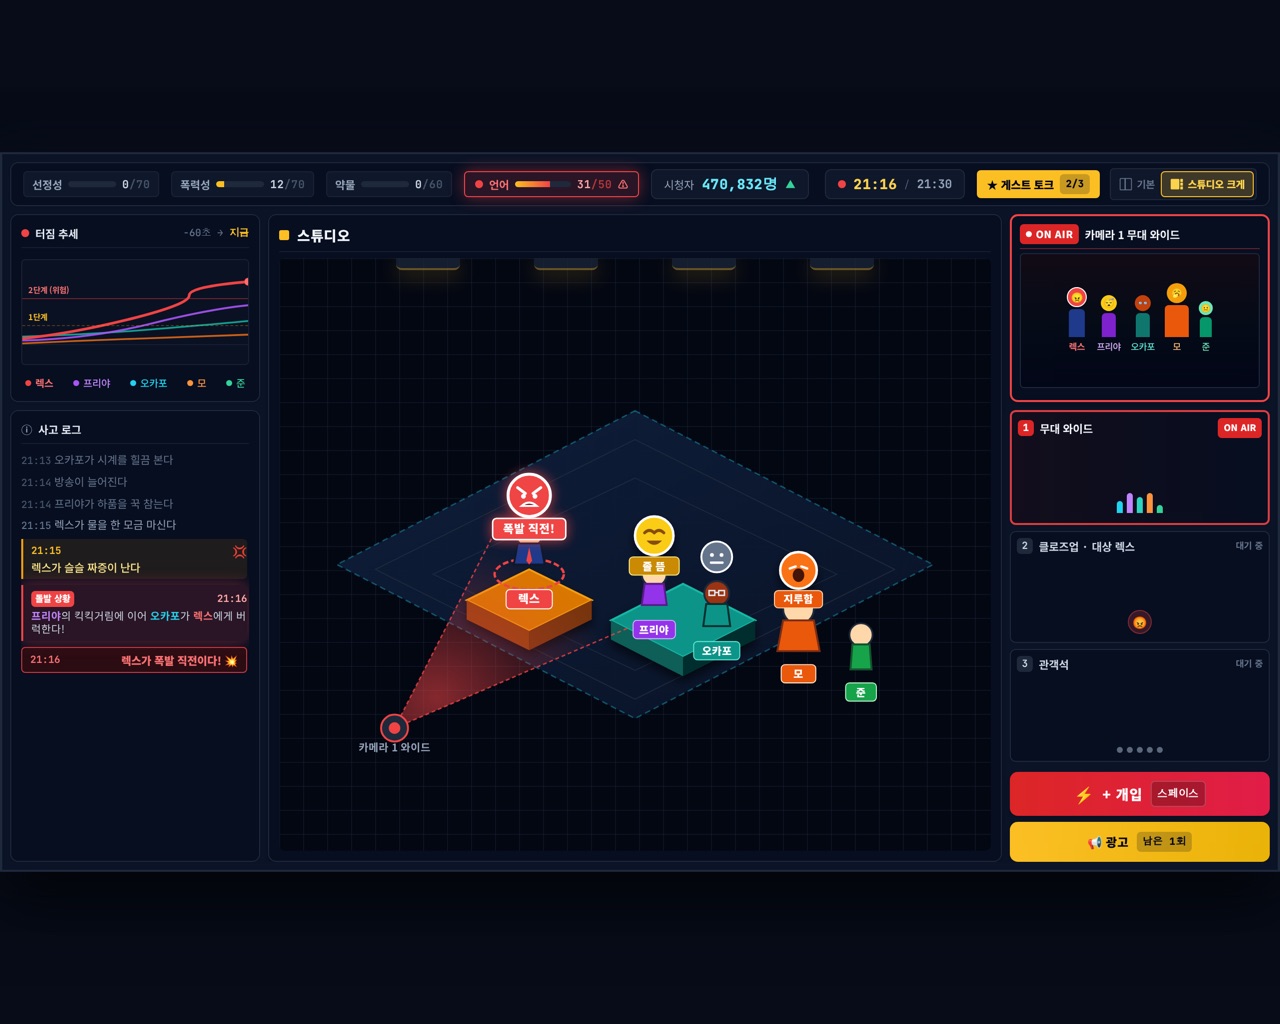 선정성 0/70
폭력성 12/70
약물 0/60
언어 31/50
시청자 470,832명 ▲
21:16 / 21:30
★ 게스트 토크 2/3
기본
스튜디오 크게
터짐 추세 -60초 → 지금
2단계 (위험)
1단계
렉스 프리야 오카포 모 준
사고 로그
21:13 오카포가 시계를 힐끔 본다
21:14 방송이 늘어진다
21:14 프리야가 하품을 꾹 참는다
21:15 렉스가 물을 한 모금 마신다
21:15
렉스가 슬슬 짜증이 난다
돌발 상황 21:16
프리야의 킥킥거림에 이어 오카포가 렉스에게 버
럭한다!
21:16 렉스가 폭발 직전이다!
스튜디오
폭발 직전!
렉스
졸 뜸
프리야
오카포
지루함
모
준
카메라 1 와이드
ON AIR 카메라 1 무대 와이드
렉스 프리야 오카포 모 준
1 무대 와이드 ON AIR
2 클로즈업 · 대상 렉스 대기 중
3 관객석 대기 중
+ 개입 스페이스
광고 남은 1회